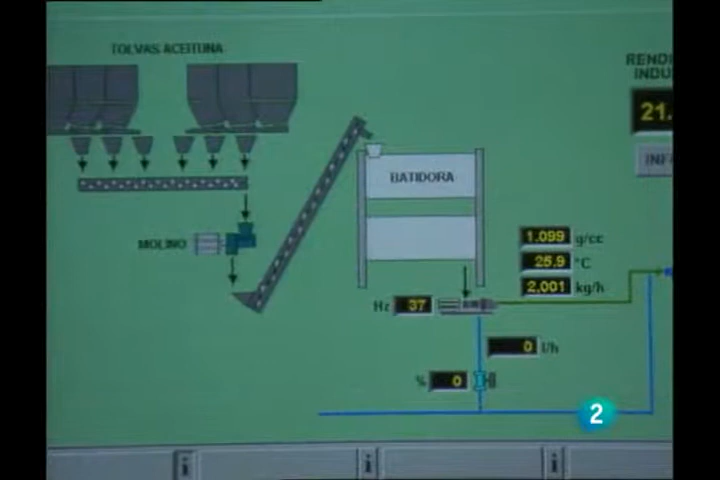 TOLVAS ACEITUNA
RENDI
INDU
21.
INF
BATIDORA
MOLINO
1.099 g/cc
25.9 °C
2,001 kg/h
Hz 37
0 l/h
% 0
2
i i i